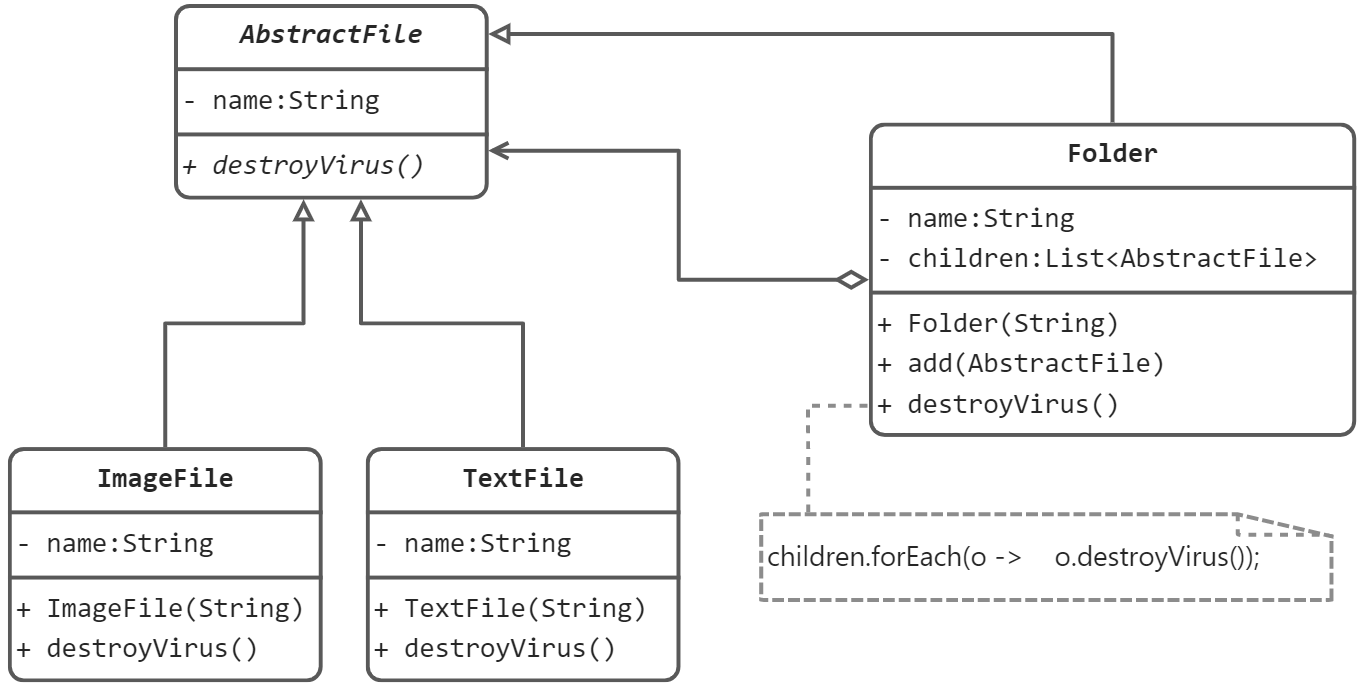 AbstractFile
- name:String
+ destroyVirus()
Folder
- name:String
- children:List<AbstractFile>
+ Folder(String)
+ add(AbstractFile)
+ destroyVirus()
ImageFile
- name:String
+ ImageFile(String)
+ destroyVirus()
TextFile
- name:String
+ TextFile(String)
+ destroyVirus()
children.forEach(o -> o.destroyVirus());